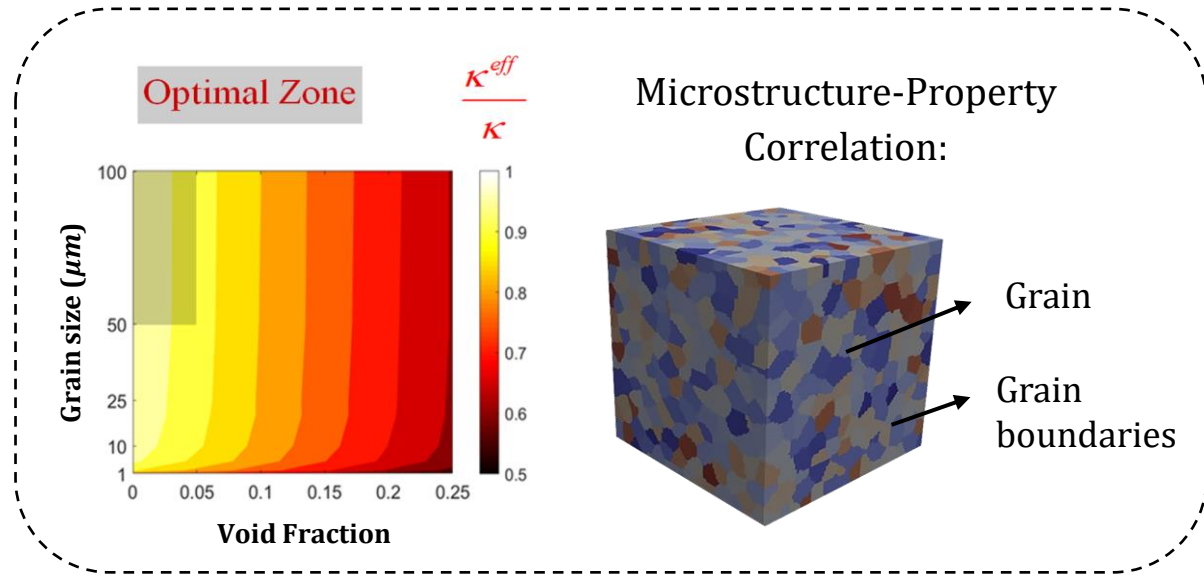 Optimal Zone
κ^{eff}
κ
Grain size (μm)
100
50
25
10
1
0
0.05
0.1
0.15
0.2
0.25
Void Fraction
1
0.9
0.8
0.7
0.6
0.5
Microstructure-Property
Correlation:
Grain
Grain
boundaries